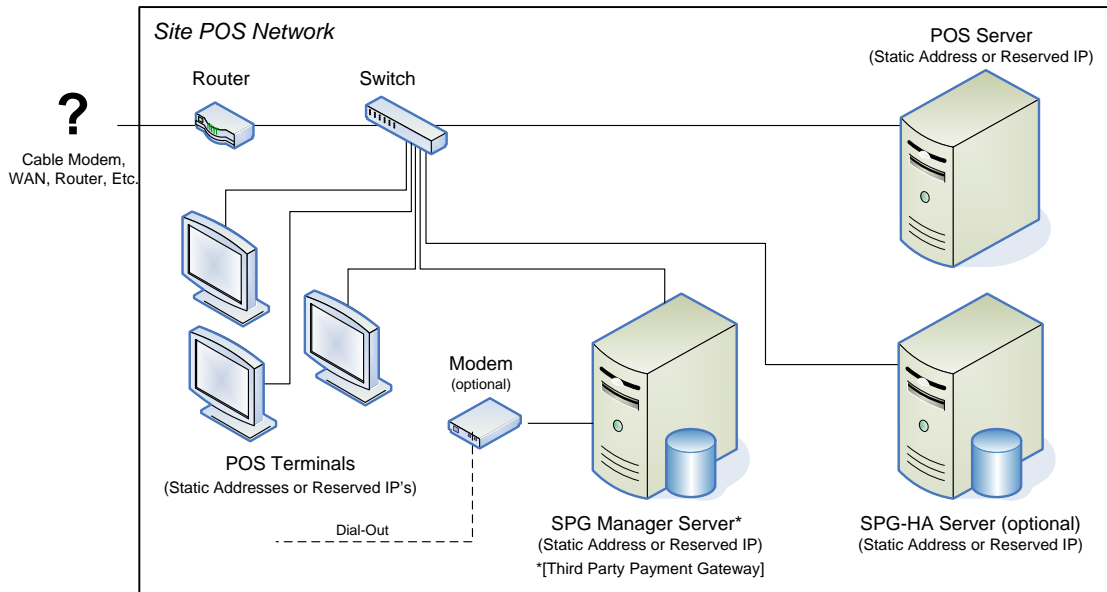 Site POS Network
POS Server
(Static Address or Reserved IP)
Router
Switch
?
Cable Modem,
WAN, Router, Etc.
Modem
(optional)
POS Terminals
(Static Addresses or Reserved IP's)
Dial-Out
SPG Manager Server*
(Static Address or Reserved IP)
*[Third Party Payment Gateway]
SPG-HA Server (optional)
(Static Address or Reserved IP)